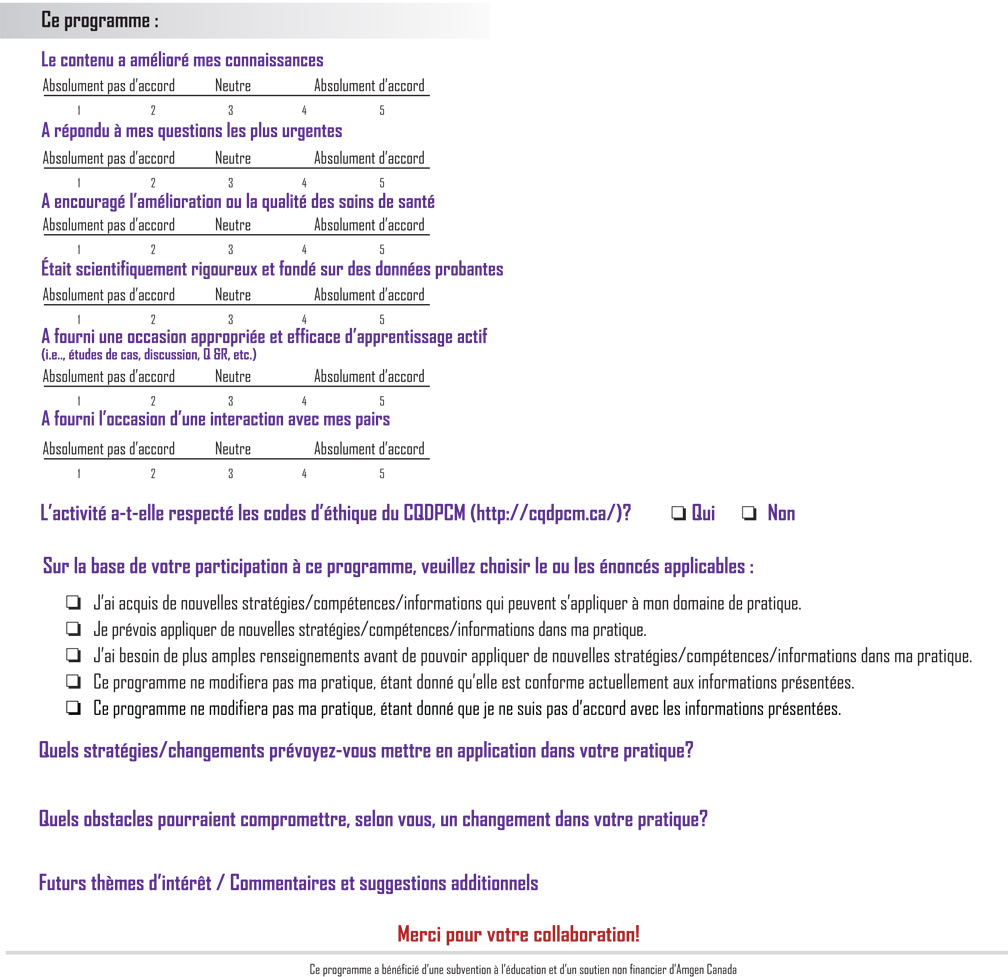 Ce programme :
Le contenu a amélioré mes connaissances
Absolument pas d'accord Neutre Absolument d'accord
1 2 3 4 5
A répondu à mes questions les plus urgentes
Absolument pas d'accord Neutre Absolument d'accord
1 2 3 4 5
A encouragé l'amélioration ou la qualité des soins de santé
Absolument pas d'accord Neutre Absolument d'accord
1 2 3 4 5
Était scientifiquement rigoureux et fondé sur des données probantes
Absolument pas d'accord Neutre Absolument d'accord
1 2 3 4 5
A fourni une occasion appropriée et efficace d'apprentissage actif
(i.e.., études de cas, discussion, Q &R, etc.)
Absolument pas d'accord Neutre Absolument d'accord
1 2 3 4 5
A fourni l'occasion d'une interaction avec mes pairs
Absolument pas d'accord Neutre Absolument d'accord
1 2 3 4 5
L'activité a-t-elle respecté les codes d'éthique du CQDPCM (http://cqdpcm.ca/)? ❏ Qui ❏ Non
Sur la base de votre participation à ce programme, veuillez choisir le ou les énoncés applicables :
❏ J'ai acquis de nouvelles stratégies/compétences/informations qui peuvent s'appliquer à mon domaine de pratique.
❏ Je prévois appliquer de nouvelles stratégies/compétences/informations dans ma pratique.
❏ J'ai besoin de plus amples renseignements avant de pouvoir appliquer de nouvelles stratégies/compétences/informations dans ma pratique.
❏ Ce programme ne modifiera pas ma pratique, étant donné qu'elle est conforme actuellement aux informations présentées.
❏ Ce programme ne modifiera pas ma pratique, étant donné que je ne suis pas d'accord avec les informations présentées.
Quels stratégies/changements prévoyez-vous mettre en application dans votre pratique?
Quels obstacles pourraient compromettre, selon vous, un changement dans votre pratique?
Futurs thèmes d'intérêt / Commentaires et suggestions additionnels
Merci pour votre collaboration!
Ce programme a bénéficié d'une subvention à l'éducation et d'un soutien non financier d'Amgen Canada